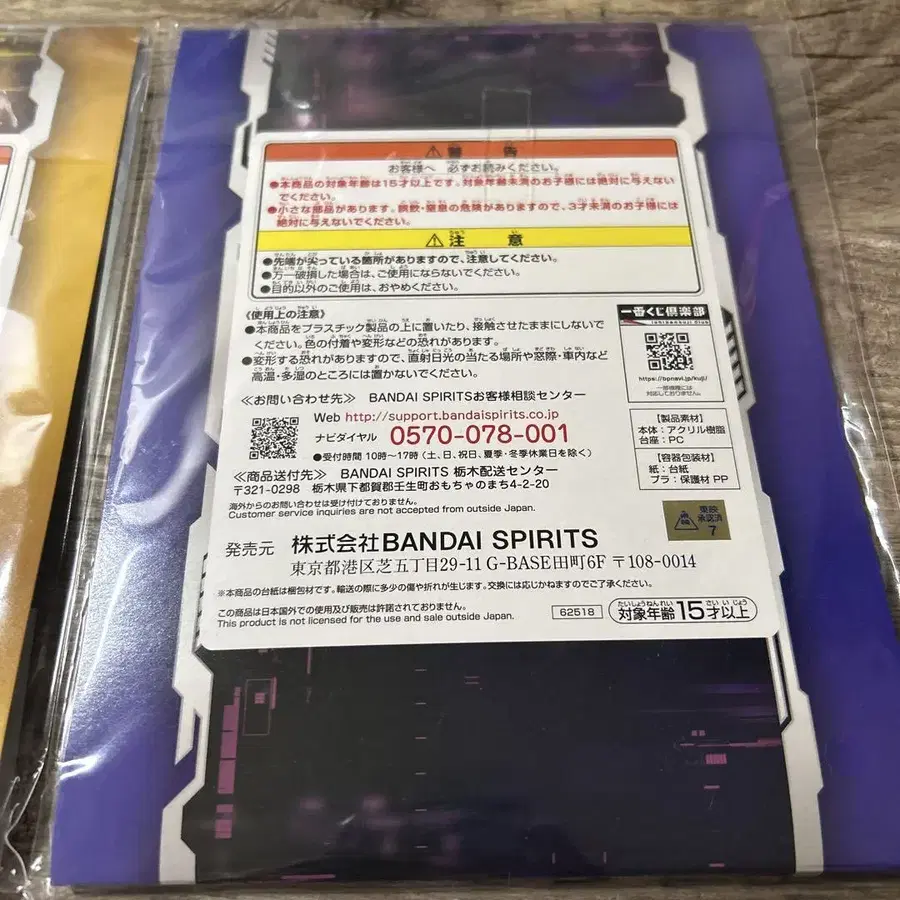 ⚠警 告
お客様へ 必ずお読みください。
●本商品の対象年齢は15才以上です。対象年齢未満のお子様には絶対に与えないでください。
●小さな部品があります。誤飲・窒息の危険がありますので、3才未満のお子様には絶対に与えないでください。
⚠注 意
●先端が尖っている箇所がありますので、注意してください。
●万一破損した場合は、ご使用にならないでください。
●目的以外のご使用は、おやめください。
《使用上の注意》
●本商品をプラスチック製品の上に置いたり、接触させたままにしないでください。色の付着や変形などの恐れがあります。
●変形する恐れがありますので、直射日光の当たる場所や窓際・車内など高温・多湿のところには置かないでください。
一番くじ倶楽部
ichibankuji club
https://bpnavi.jp/kuji/
一部機種には
対応しておりません。
≪お問い合わせ先≫ BANDAI SPIRITSお客様相談センター
Web http://support.bandaispirits.co.jp
ナビダイヤル 0570-078-001
●受付時間 10時～17時(土、日、祝日、夏季・冬季休業日を除く)
≪商品送付先≫ BANDAI SPIRITS 栃木配送センター
〒321-0298 栃木県下都賀郡壬生町おもちゃのまち4-2-20
海外からのお問い合わせは受け付けておりません。
Customer service inquiries are not accepted from outside Japan.
【製品素材】
本体:アクリル樹脂
台座:PC
【容器包装材】
紙:台紙
プラ:保護材 PP
東映
承認済
7
発売元 株式会社BANDAI SPIRITS
東京都港区芝五丁目29-11 G-BASE田町6F 〒108-0014
※本商品の台紙は梱包材です。輸送の際に多少の傷や折れが生じます。交換には応じかねますのでご了承ください。
この商品は日本国外での使用及び販売は許諾されておりません。
This product is not licensed for the use and sale outside Japan.
62518
対象年齢 15才以上